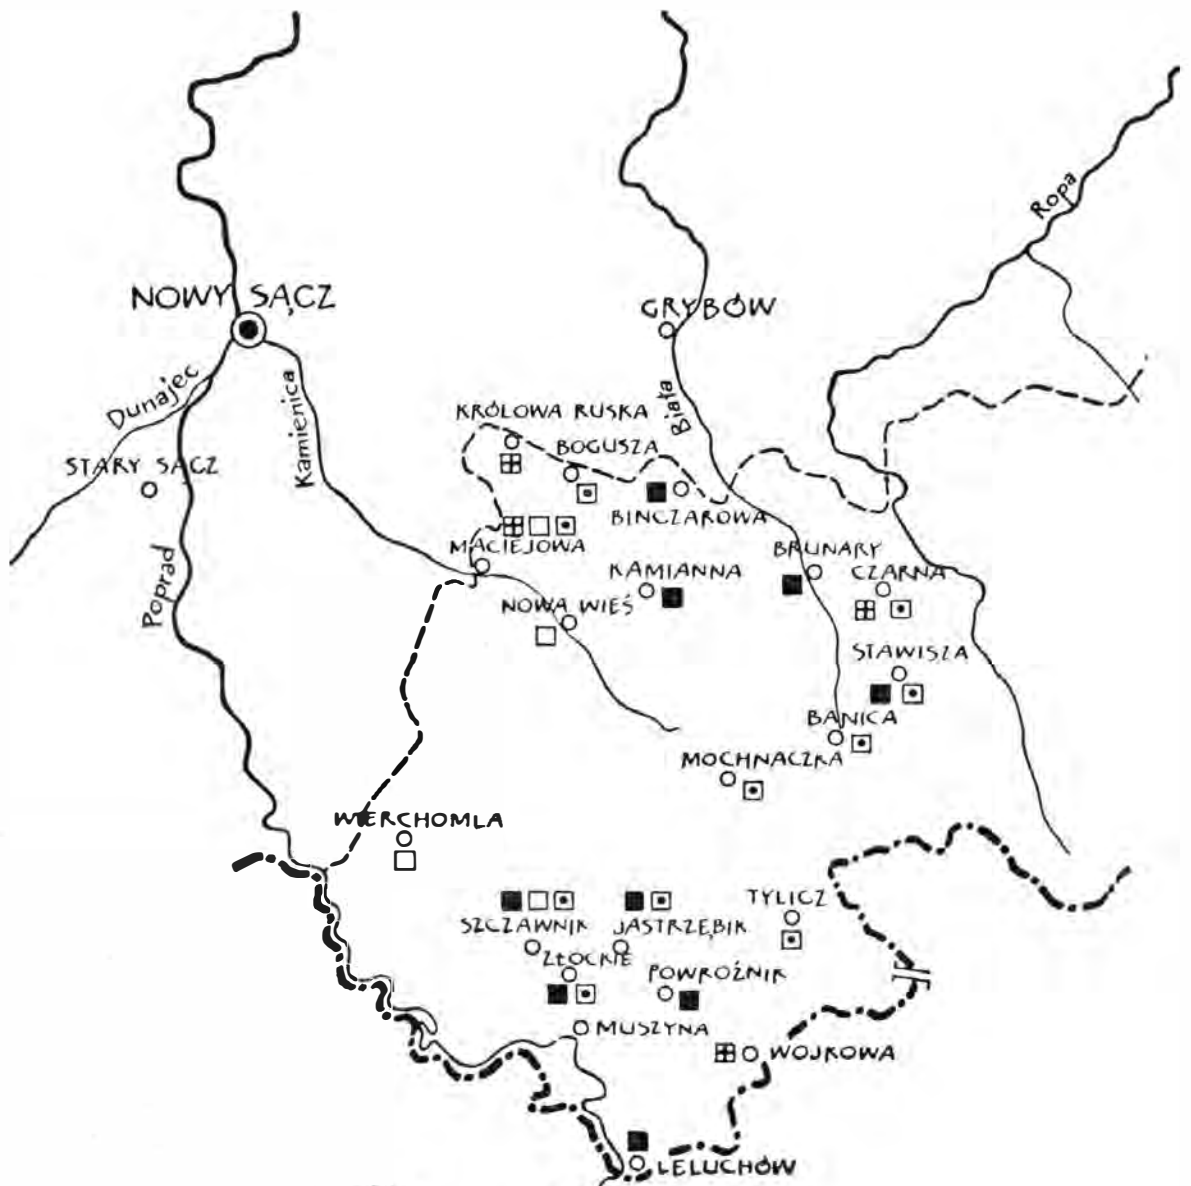 Ropa
NOWY SĄCZ
GRYBÓW
Dunajec
Kamienica
Biała
KRÓLOWA RUSKA
BOGUSZA
STARY SĄCZ
BINCZAROWA
MACIEJOWA
BRUNARY
KAMIANNA
CZARNA
Poprad
NOWA WIEŚ
STAWISZA
BANICA
MOCHNACZKA
WIERCHOMLA
TYLICZ
SZCZAWNIK
JASTRZĘBIK
ZŁOCKIE
POWROŹNIK
MUSZYNA
WOJKOWA
LELUCHÓW